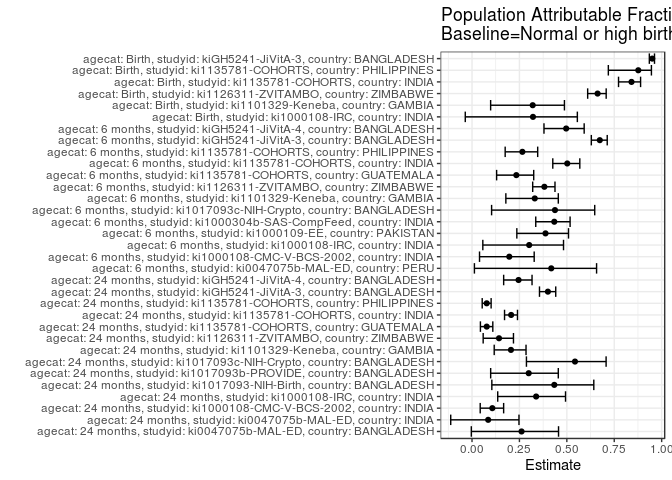 Population Attributable Fracti
Baseline=Normal or high birth
agecat: Birth, studyid: kiGH5241-JiVitA-3, country: BANGLADESH
agecat: Birth, studyid: ki1135781-COHORTS, country: PHILIPPINES
agecat: Birth, studyid: ki1135781-COHORTS, country: INDIA
agecat: Birth, studyid: ki1126311-ZVITAMBO, country: ZIMBABWE
agecat: Birth, studyid: ki1101329-Keneba, country: GAMBIA
agecat: Birth, studyid: ki1000108-IRC, country: INDIA
agecat: 6 months, studyid: kiGH5241-JiVitA-4, country: BANGLADESH
agecat: 6 months, studyid: kiGH5241-JiVitA-3, country: BANGLADESH
agecat: 6 months, studyid: ki1135781-COHORTS, country: PHILIPPINES
agecat: 6 months, studyid: ki1135781-COHORTS, country: INDIA
agecat: 6 months, studyid: ki1135781-COHORTS, country: GUATEMALA
agecat: 6 months, studyid: ki1126311-ZVITAMBO, country: ZIMBABWE
agecat: 6 months, studyid: ki1101329-Keneba, country: GAMBIA
agecat: 6 months, studyid: ki1017093c-NIH-Crypto, country: BANGLADESH
agecat: 6 months, studyid: ki1000304b-SAS-CompFeed, country: INDIA
agecat: 6 months, studyid: ki1000109-EE, country: PAKISTAN
agecat: 6 months, studyid: ki1000108-IRC, country: INDIA
agecat: 6 months, studyid: ki1000108-CMC-V-BCS-2002, country: INDIA
agecat: 6 months, studyid: ki0047075b-MAL-ED, country: PERU
agecat: 24 months, studyid: kiGH5241-JiVitA-4, country: BANGLADESH
agecat: 24 months, studyid: kiGH5241-JiVitA-3, country: BANGLADESH
agecat: 24 months, studyid: ki1135781-COHORTS, country: PHILIPPINES
agecat: 24 months, studyid: ki1135781-COHORTS, country: INDIA
agecat: 24 months, studyid: ki1135781-COHORTS, country: GUATEMALA
agecat: 24 months, studyid: ki1126311-ZVITAMBO, country: ZIMBABWE
agecat: 24 months, studyid: ki1101329-Keneba, country: GAMBIA
agecat: 24 months, studyid: ki1017093c-NIH-Crypto, country: BANGLADESH
agecat: 24 months, studyid: ki1017093b-PROVIDE, country: BANGLADESH
agecat: 24 months, studyid: ki1017093-NIH-Birth, country: BANGLADESH
agecat: 24 months, studyid: ki1000108-IRC, country: INDIA
agecat: 24 months, studyid: ki1000108-CMC-V-BCS-2002, country: INDIA
agecat: 24 months, studyid: ki0047075b-MAL-ED, country: INDIA
agecat: 24 months, studyid: ki0047075b-MAL-ED, country: BANGLADESH
0.00 0.25 0.50 0.75 1.00
Estimate